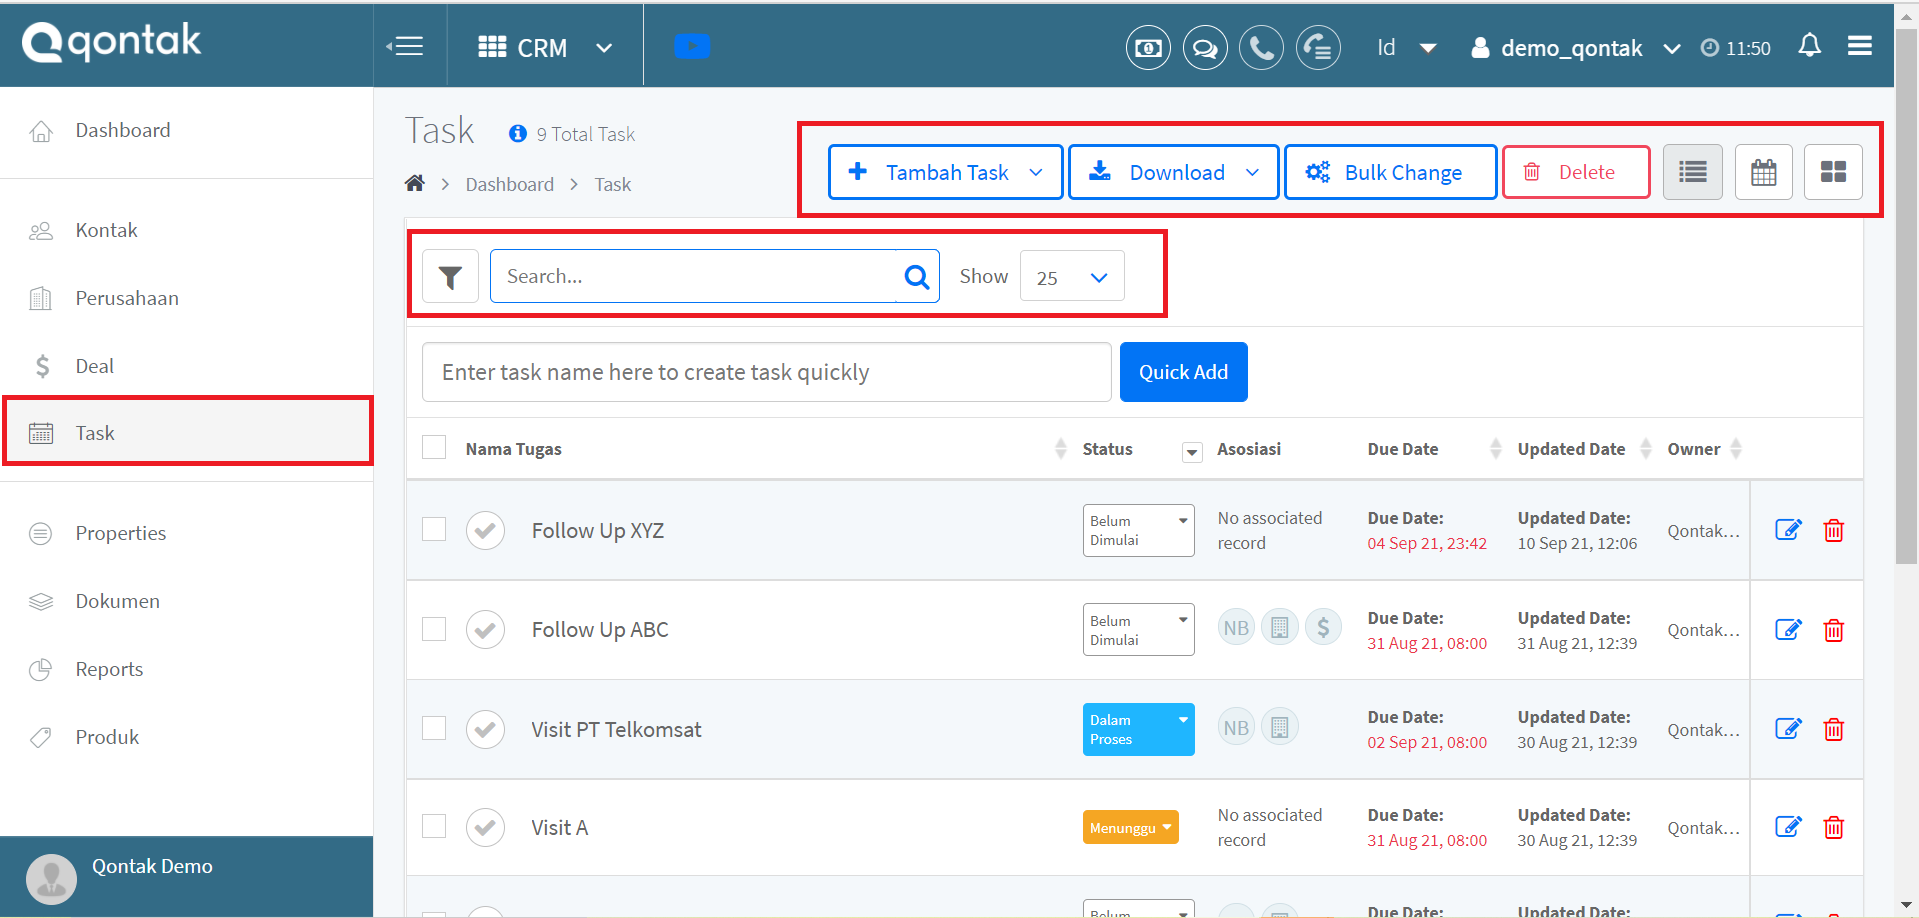 qontak
CRM
Id
demo_qontak
11:50
Dashboard
Kontak
Perusahaan
Deal
Task
Properties
Dokumen
Reports
Produk
Qontak Demo
Task
9 Total Task
Dashboard
Task
Tambah Task
Download
Bulk Change
Delete
Search...
Show
25
Enter task name here to create task quickly
Quick Add
Nama Tugas
Status
Asosiasi
Due Date
Updated Date
Owner
Follow Up XYZ
Belum
Dimulai
No associated
record
Due Date:
04 Sep 21, 23:42
Updated Date:
10 Sep 21, 12:06
Qontak...
Follow Up ABC
Belum
Dimulai
NB
Due Date:
31 Aug 21, 08:00
Updated Date:
31 Aug 21, 12:39
Qontak...
Visit PT Telkomsat
Dalam
Proses
NB
Due Date:
02 Sep 21, 08:00
Updated Date:
30 Aug 21, 12:39
Qontak...
Visit A
Menunggu
No associated
record
Due Date:
31 Aug 21, 08:00
Updated Date:
30 Aug 21, 12:39
Qontak...
Belum
Due Date:
Updated Date: